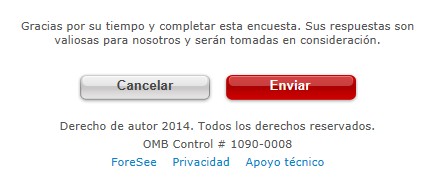 Gracias por su tiempo y completar esta encuesta. Sus respuestas son
valiosas para nosotros y serán tomadas en consideración.
Cancelar Enviar
Derecho de autor 2014. Todos los derechos reservados.
OMB Control # 1090-0008
ForeSee Privacidad Apoyo técnico